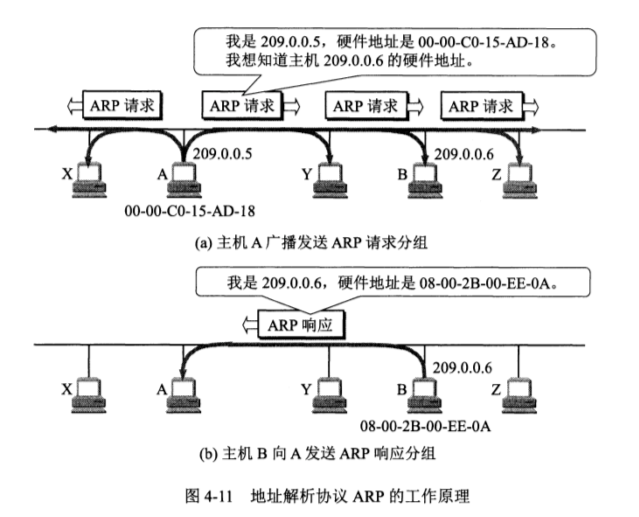 我是 209.0.0.5，硬件地址是 00-00-C0-15-AD-18。
我想知道主机 209.0.0.6 的硬件地址。
ARP 请求
ARP 请求
ARP 请求
ARP 请求
209.0.0.5
209.0.0.6
X
A
Y
B
Z
00-00-C0-15-AD-18
(a) 主机 A 广播发送 ARP 请求分组
我是 209.0.0.6，硬件地址是 08-00-2B-00-EE-0A。
ARP 响应
209.0.0.6
X
A
Y
B
Z
08-00-2B-00-EE-0A
(b) 主机 B 向 A 发送 ARP 响应分组
图 4-11 地址解析协议 ARP 的工作原理